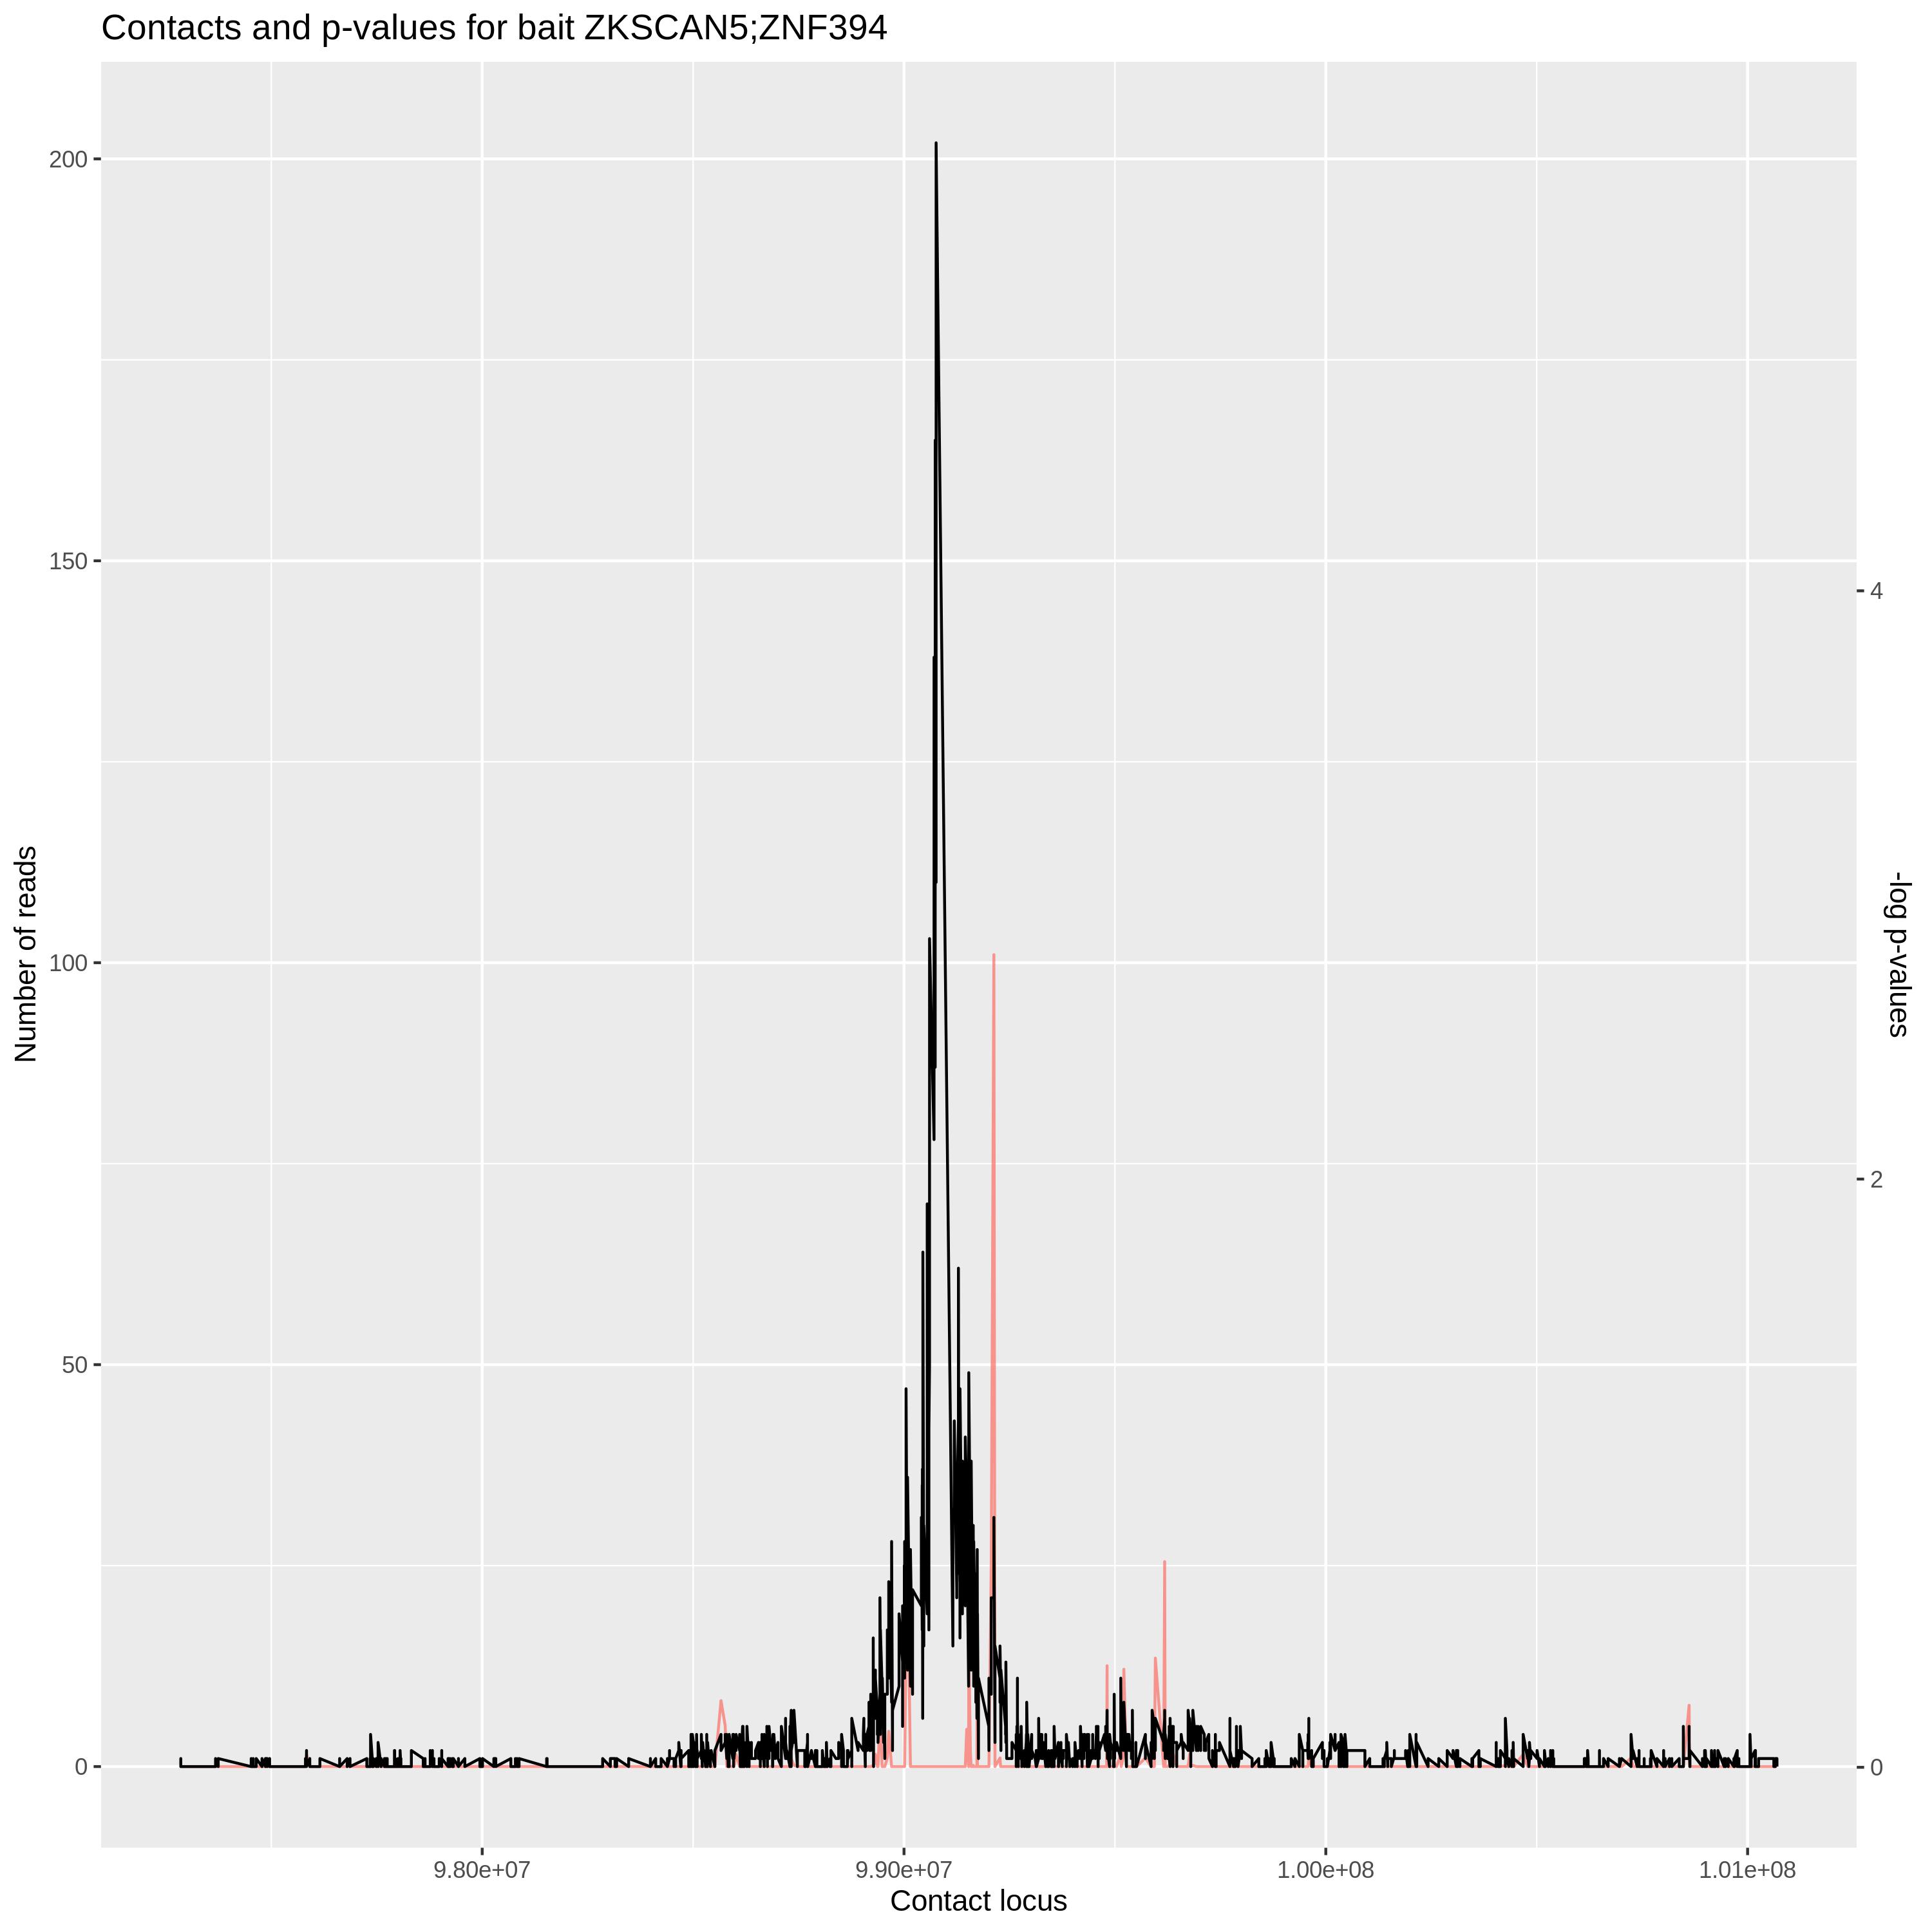 Contacts and p-values for bait ZKSCAN5;ZNF394
200
150
100
50
0
Number of reads
4
2
0
-log p-values
9.80e+07
9.90e+07
1.00e+08
1.01e+08
Contact locus